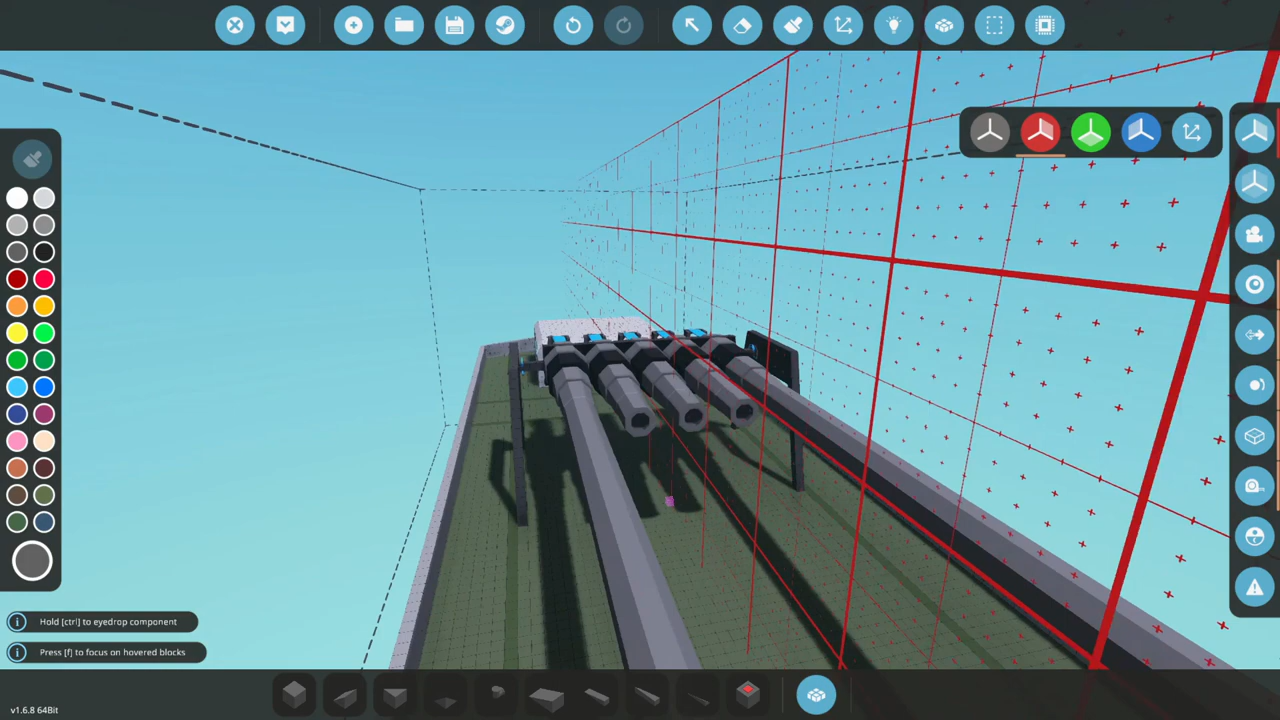 Hold [ctrl] to eyedrop component
Press [f] to focus on hovered blocks
v1.6.8 64Bit